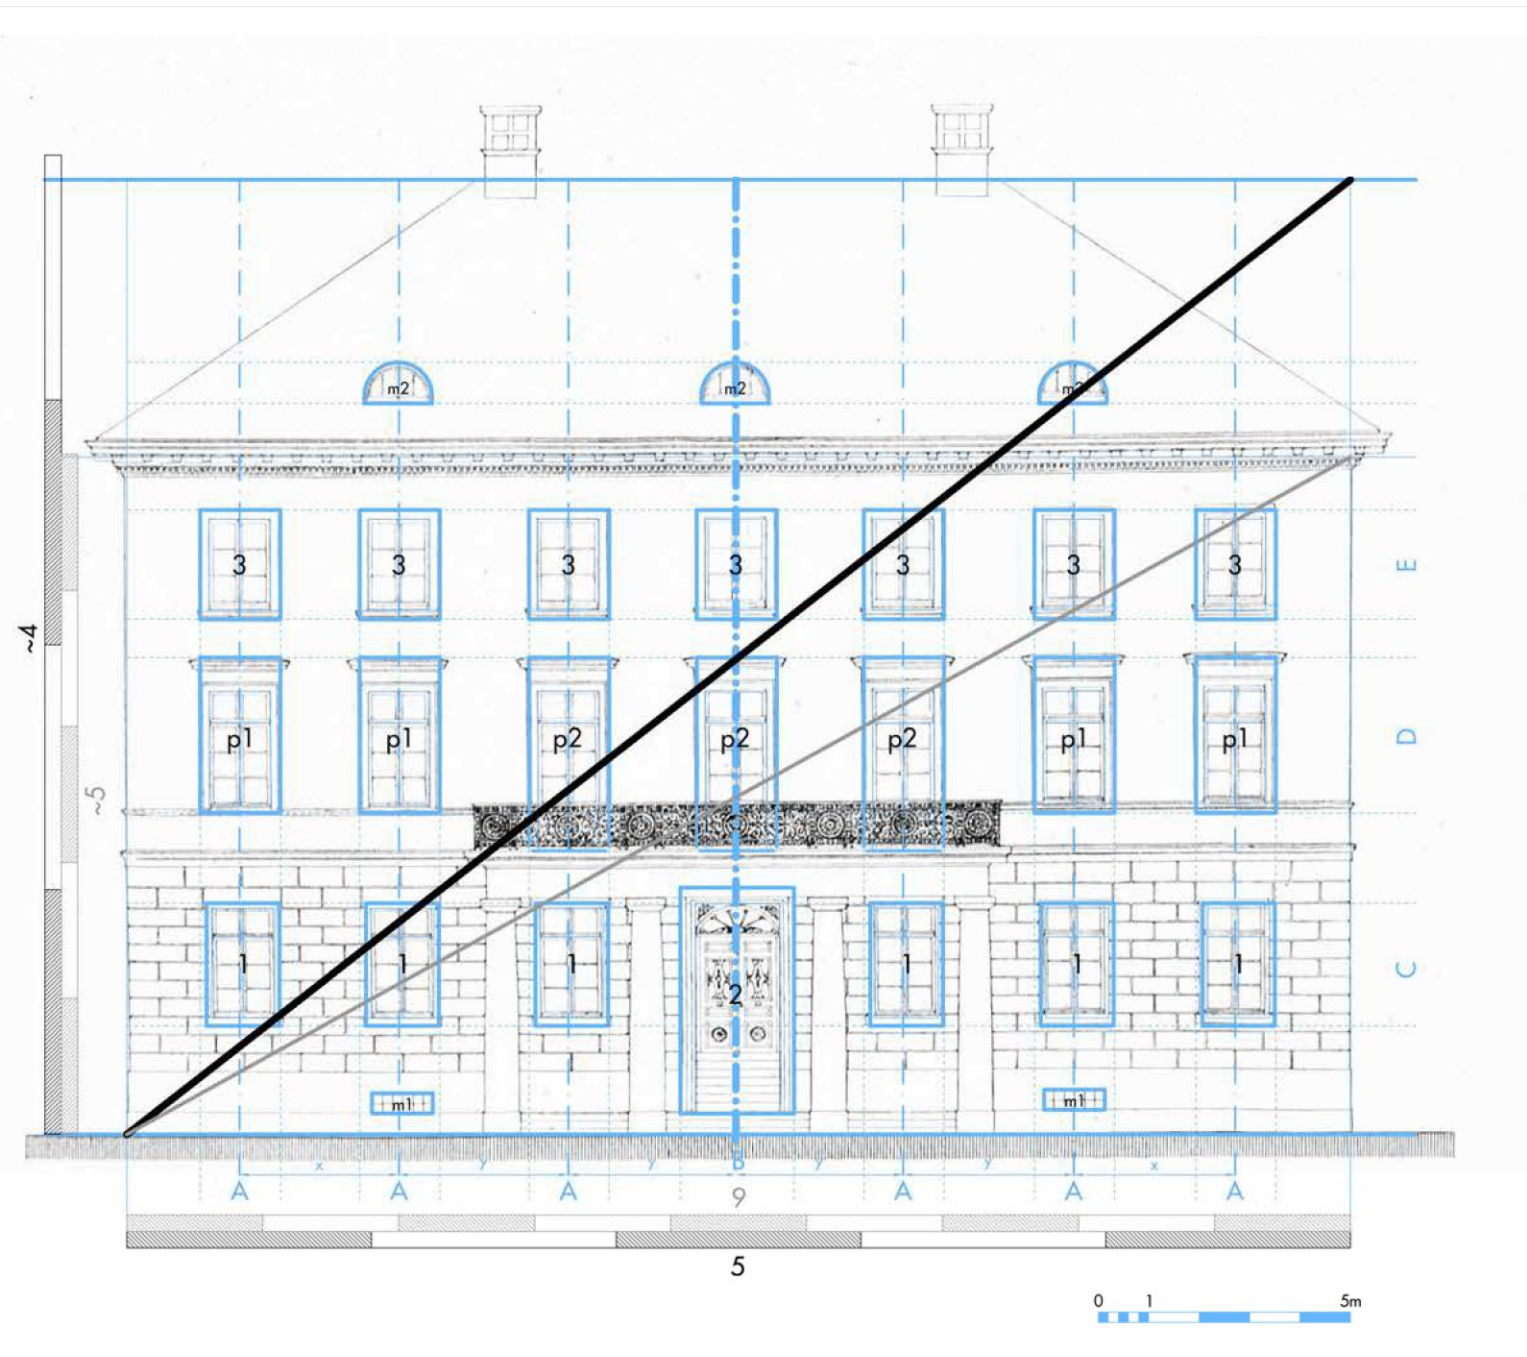 m2 m2 m2
3 3 3 3 3 3 3 E
~4
p1 p1 p2 p2 p2 p1 p1 D
~5
1 1 1 2 1 1 1 C
m1 m1
x y y B y y x
A A A 9 A A A
5
0 1 5m